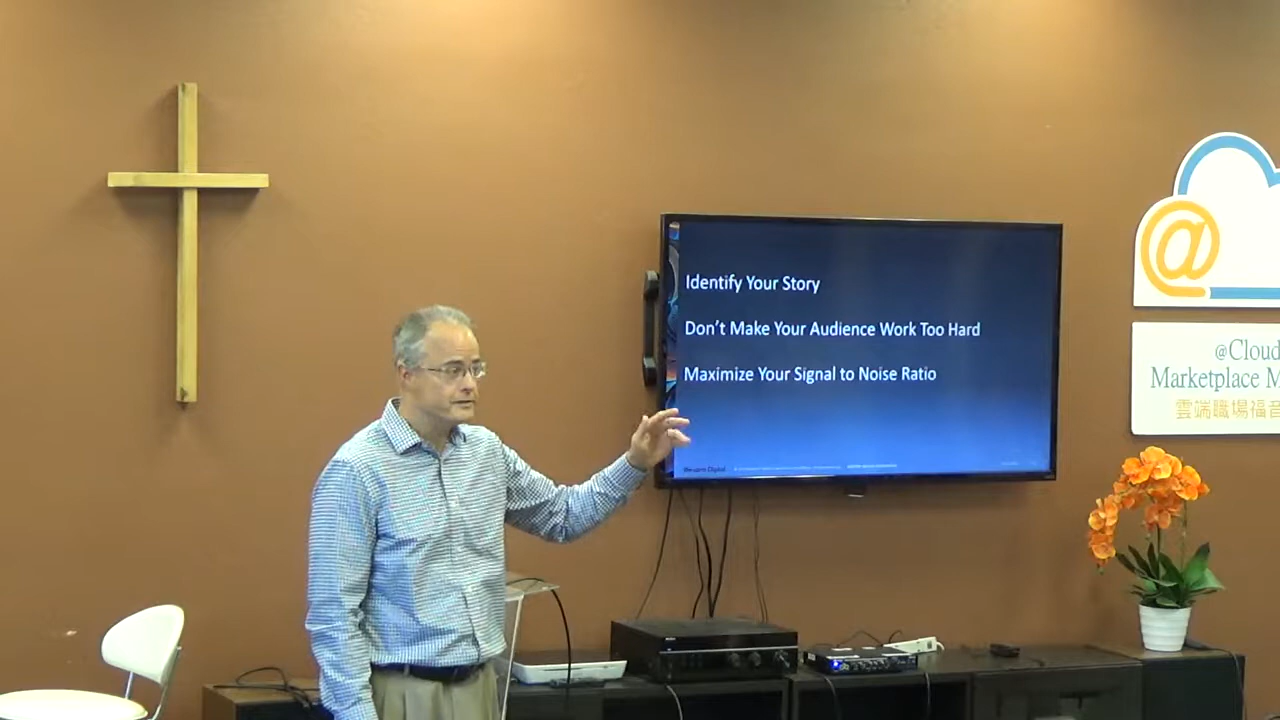 Identify Your Story
Don't Make Your Audience Work Too Hard
Maximize Your Signal to Noise Ratio
@
@Cloud
Marketplace M
雲端職場福音